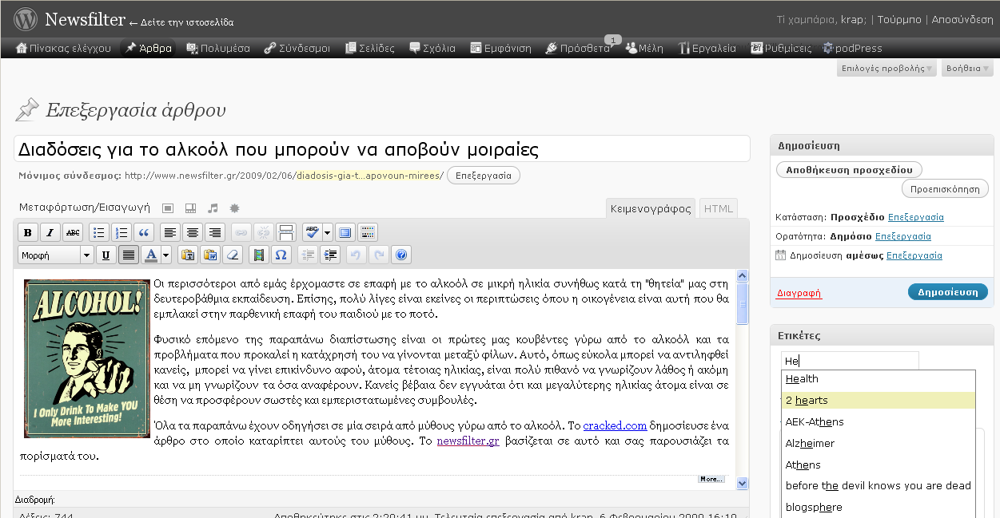 Newsfilter ← Δείτε την ιστοσελίδα
Τί χαμπάρια, krap; | Τούρμπο | Αποσύνδεση
Πίνακας ελέγχου Άρθρα Πολυμέσα Σύνδεσμοι Σελίδες Σχόλια Εμφάνιση Πρόσθετα 1 Μέλη Εργαλεία Ρυθμίσεις podPress
Επιλογές προβολής Βοήθεια
Επεξεργασία άρθρου
Διαδόσεις για το αλκοόλ που μπορούν να αποβούν μοιραίες
Μόνιμος σύνδεσμος: http://www.newsfilter.gr/2009/02/06/diadosis-gia-t...apovoun-mirees/ Επεξεργασία
Μεταφόρτωση/Εισαγωγή
Κειμενογράφος HTML
B I ABC ABC
Μορφή U A
ALCOHOL!
I Only Drink To Make YOU
More Interesting!
Οι περισσότεροι από εμάς έρχομαστε σε επαφή με το αλκοόλ σε μικρή ηλικία συνήθως κατά τη "θητεία" μας στη
δευτεροβάθμια εκπαίδευση. Επίσης, πολύ λίγες είναι εκείνες οι περιπτώσεις όπου η οικογένεια είναι αυτή που θα
εμπλακεί στην παρθενική επαφή του παιδιού με το ποτό.
Φυσικό επόμενο της παραπάνω διαπίστωσης είναι οι πρώτες μας κουβέντες γύρω από το αλκοόλ και τα
προβλήματα που προκαλεί η κατάχρησή του να γίνονται μεταξύ φίλων. Αυτό, όπως εύκολα μπορεί να αντιληφθεί
κανείς, μπορεί να γίνει επικίνδυνο αφού, άτομα τέτοιας ηλικίας, είναι πολύ πιθανό να γνωρίζουν λάθος ή ακόμη
και να μη γνωρίζουν τα όσα αναφέρουν. Κανείς βέβαια δεν εγγυάται ότι και μεγαλύτερης ηλικίας άτομα είναι σε
θέση να προσφέρουν σωστές και εμπεριστατωμένες συμβουλές.
Όλα τα παραπάνω έχουν οδηγήσει σε μία σειρά από μύθους γύρω από το αλκοόλ. Το cracked.com δημοσίευσε ένα
άρθρο στο οποίο καταρίπτει αυτούς του μύθους. Το newsfilter.gr βασίζεται σε αυτό και σας παρουσιάζει τα
πορίσματά του.
More...
Διαδρομή:
Λέξεις: 744 Αποθηκεύτηκε στις 2:20:41 μμ. Τελευταία επεξεργασία από krap, 6 Φεβρουαρίου 2009 16:10
Δημοσίευση
Αποθήκευση προσχεδίου
Προεπισκόπηση
Κατάσταση: Προσχέδιο Επεξεργασία
Ορατότητα: Δημόσιο Επεξεργασία
Δημοσίευση αμέσως Επεξεργασία
Διαγραφή Δημοσίευση
Ετικέτες
He
Health
2 hearts
AEK-Athens
Alzheimer
Athens
before the devil knows you are dead
blogsphere